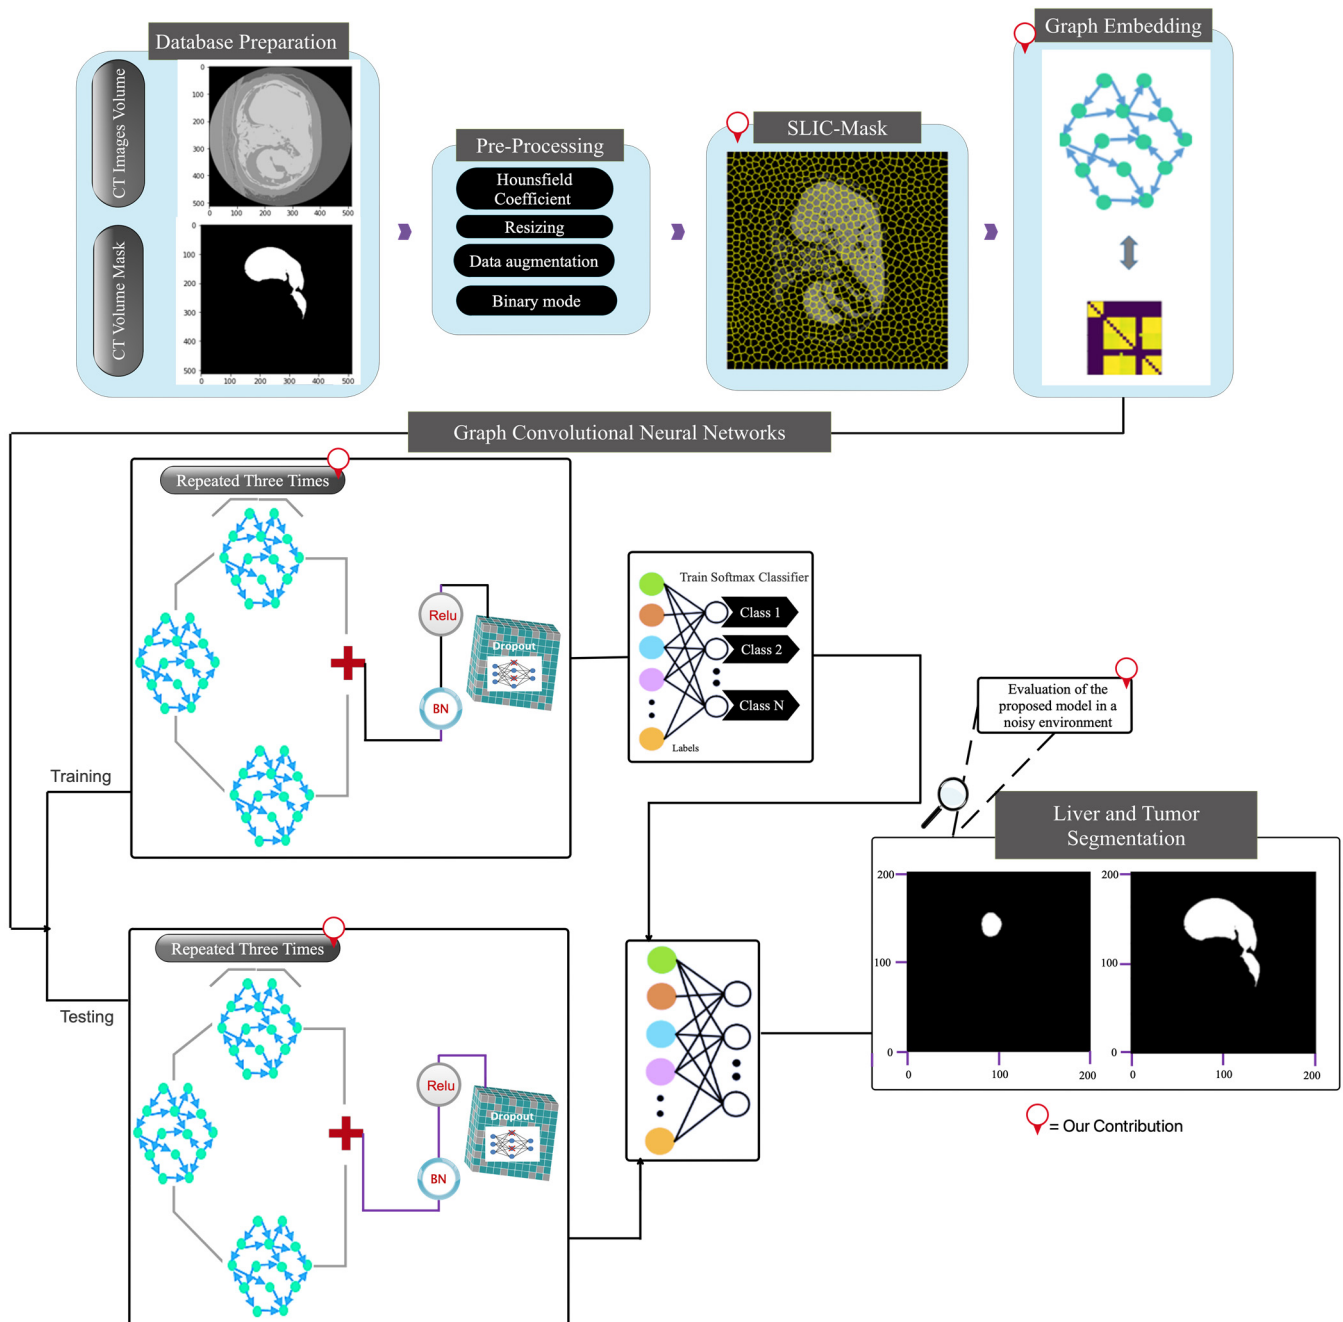 Database Preparation
CT Images Volume
0
100
200
300
400
500
0 100 200 300 400 500
CT Volume Mask
0
100
200
300
400
500
0 100 200 300 400 500
Pre-Processing
Hounsfield
Coefficient
Resizing
Data augmentation
Binary mode
SLIC-Mask
Graph Embedding
Graph Convolutional Neural Networks
Repeated Three Times
Relu
Dropout
BN
Training
Train Softmax Classifier
Class 1
Class 2
Class N
Labels
Evaluation of the
proposed model in a
noisy environment
Liver and Tumor
Segmentation
200
100
0
0 100 200
200
100
0
0 100 200
= Our Contribution
Testing
Repeated Three Times
Relu
Dropout
BN